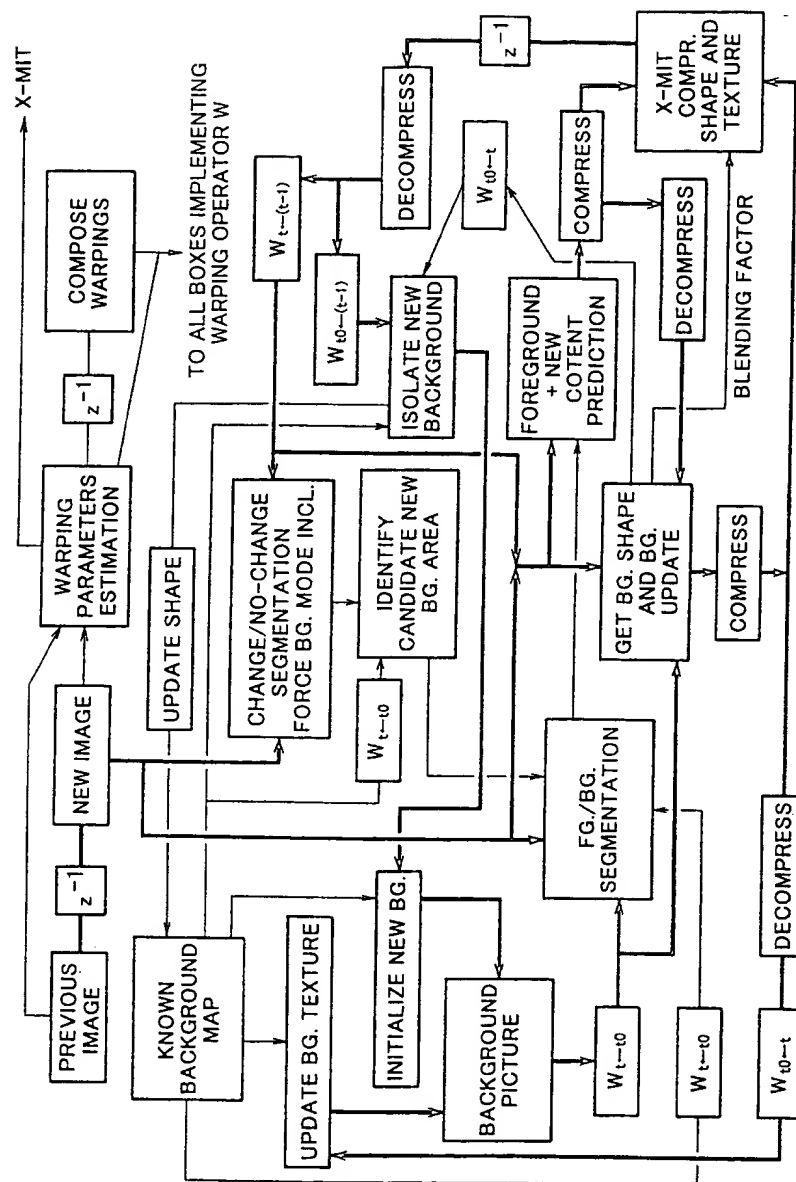 PREVIOUS
IMAGE
z⁻¹
NEW IMAGE
WARPING
PARAMETERS
ESTIMATION
z⁻¹
COMPOSE
WARPINGS
X-MIT
TO ALL BOXES IMPLEMENTING
WARPING OPERATOR W
KNOWN
BACKGROUND
MAP
UPDATE SHAPE
UPDATE BG. TEXTURE
INITIALIZE NEW BG.
BACKGROUND
PICTURE
CHANGE/NO-CHANGE
SEGMENTATION
FORCE BG. MODE INCL.
Wt←t0
IDENTIFY
CANDIDATE NEW
BG. AREA
ISOLATE NEW
BACKGROUND
Wt0←(t-1)
Wt←(t-1)
DECOMPRESS
z⁻¹
Wt0←t
Wt←t0
FG./BG.
SEGMENTATION
FOREGROUND
+ NEW
COTENT
PREDICTION
COMPRESS
X-MIT
COMPR.
SHAPE AND
TEXTURE
Wt←t0
GET BG. SHAPE
AND BG.
UPDATE
DECOMPRESS
BLENDING FACTOR
COMPRESS
Wt0←t
DECOMPRESS